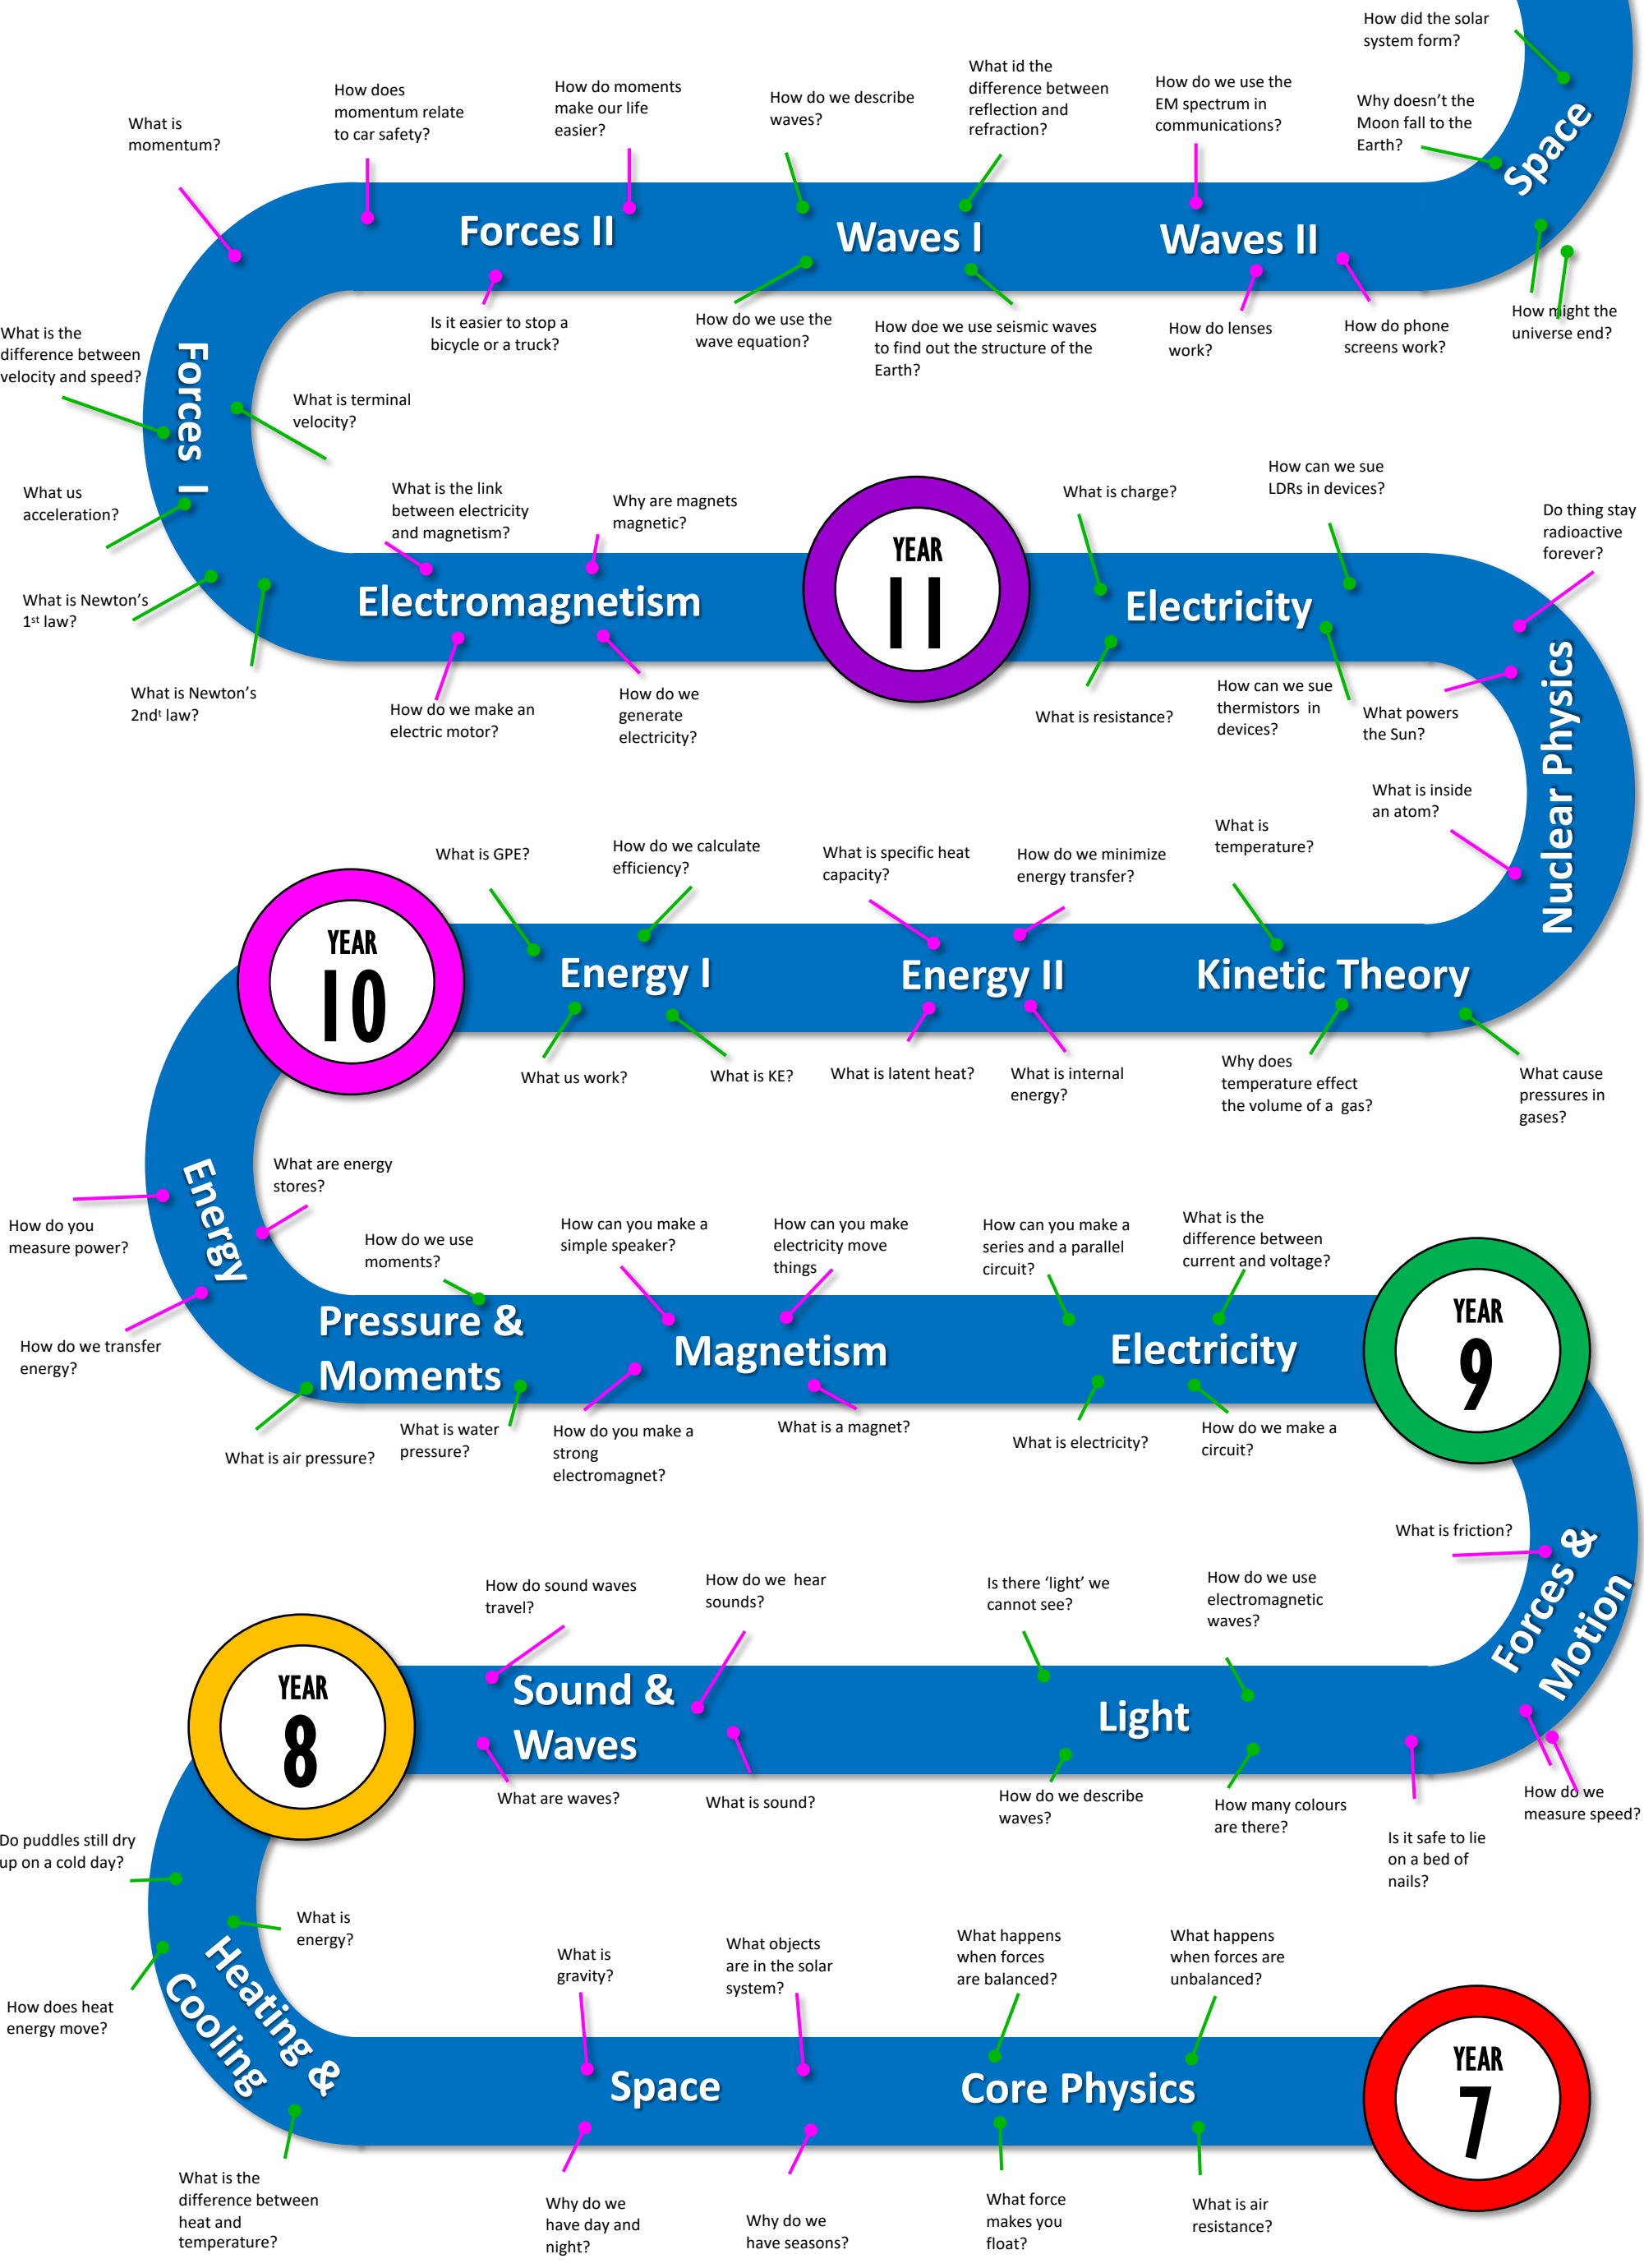 How did the solar
system form?
Why doesn't the
Moon fall to the
Earth?
Space
How might the
universe end?
What is
momentum?
How does
momentum relate
to car safety?
How do moments
make our life
easier?
How do we describe
waves?
What id the
difference between
reflection and
refraction?
How do we use the
EM spectrum in
communications?
Forces II
Waves I
Waves II
Is it easier to stop a
bicycle or a truck?
How do we use the
wave equation?
How doe we use seismic waves
to find out the structure of the
Earth?
How do lenses
work?
How do phone
screens work?
What is the
difference between
velocity and speed?
Forces I
What is terminal
velocity?
What us
acceleration?
What is Newton's
1st law?
What is Newton's
2ndt law?
What is the link
between electricity
and magnetism?
Why are magnets
magnetic?
Electromagnetism
How do we make an
electric motor?
How do we
generate
electricity?
YEAR
11
What is charge?
How can we sue
LDRs in devices?
Electricity
What is resistance?
How can we sue
thermistors in
devices?
Do thing stay
radioactive
forever?
What powers
the Sun?
Nuclear Physics
What is inside
an atom?
YEAR
10
What is GPE?
How do we calculate
efficiency?
What is specific heat
capacity?
How do we minimize
energy transfer?
What is
temperature?
Energy I
Energy II
Kinetic Theory
What us work?
What is KE?
What is latent heat?
What is internal
energy?
Why does
temperature effect
the volume of a gas?
What cause
pressures in
gases?
Energy
What are energy
stores?
How do you
measure power?
How do we transfer
energy?
How do we use
moments?
How can you make a
simple speaker?
How can you make
electricity move
things
How can you make a
series and a parallel
circuit?
What is the
difference between
current and voltage?
Pressure &
Moments
Magnetism
Electricity
YEAR
9
What is air pressure?
What is water
pressure?
How do you make a
strong
electromagnet?
What is a magnet?
What is electricity?
How do we make a
circuit?
What is friction?
Forces &
Motion
How do we
measure speed?
Is it safe to lie
on a bed of
nails?
YEAR
8
How do sound waves
travel?
How do we hear
sounds?
Is there 'light' we
cannot see?
How do we use
electromagnetic
waves?
Sound &
Waves
Light
What are waves?
What is sound?
How do we describe
waves?
How many colours
are there?
Do puddles still dry
up on a cold day?
What is
energy?
How does heat
energy move?
Heating &
Cooling
What is the
difference between
heat and
temperature?
What is
gravity?
What objects
are in the solar
system?
What happens
when forces
are balanced?
What happens
when forces are
unbalanced?
Space
Core Physics
YEAR
7
Why do we
have day and
night?
Why do we
have seasons?
What force
makes you
float?
What is air
resistance?